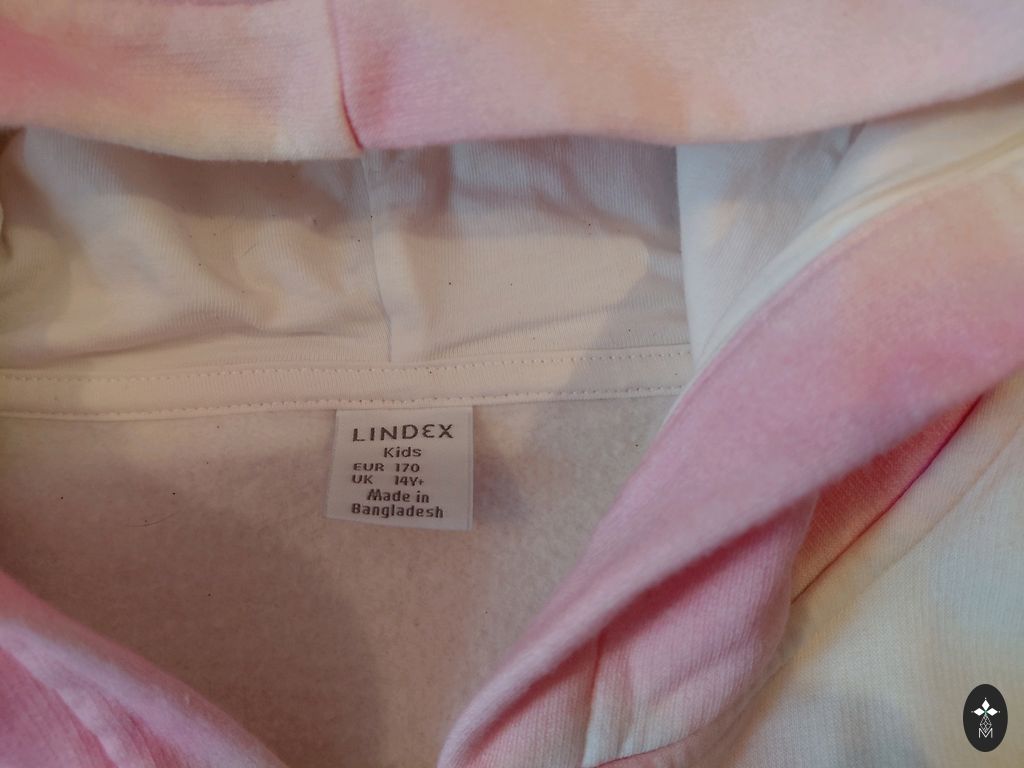 LINDEX
Kids
EUR 170
UK 14Y+
Made in
Bangladesh
M